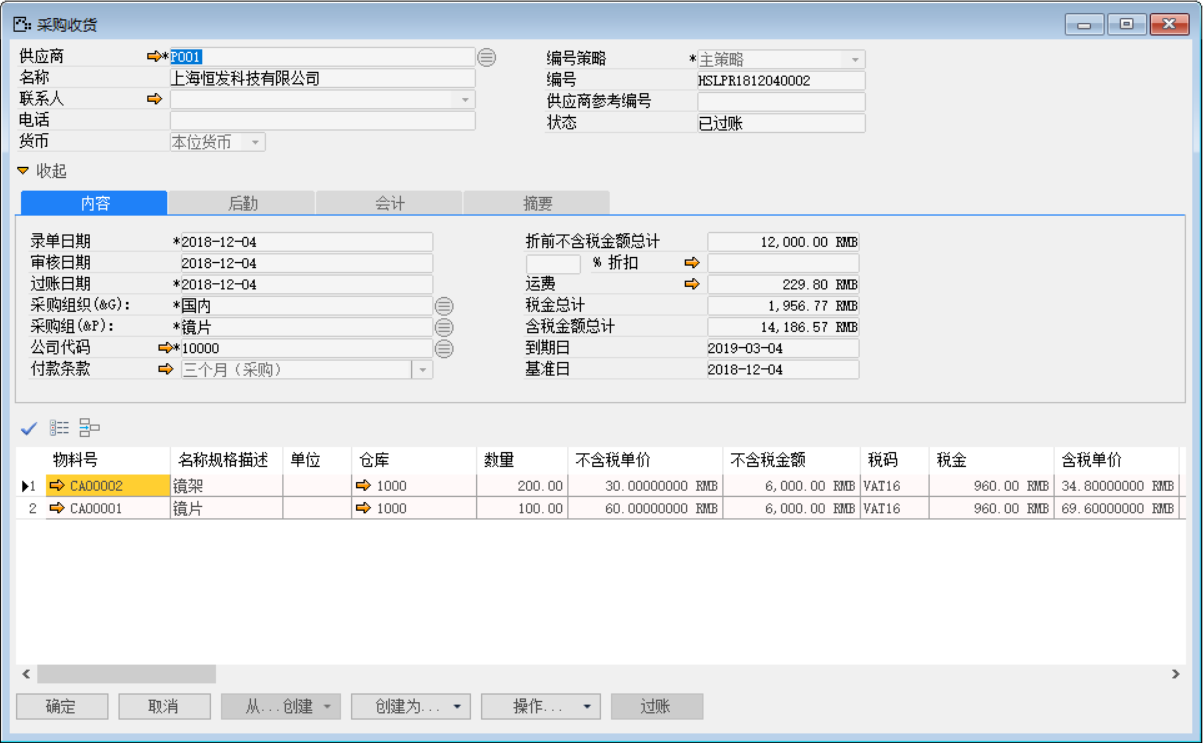 采购收货
供应商 *P001 编号策略 *主策略
名称 上海恒发科技有限公司 编号 HSLPR1812040002
联系人 供应商参考编号
电话 状态 已过账
货币 本位货币
收起
内容 后勤 会计 摘要
录单日期 *2018-12-04 折前不含税金额总计 12,000.00 RMB
审核日期 2018-12-04 % 折扣
过账日期 *2018-12-04 运费 229.80 RMB
采购组织(&G): *国内 税金总计 1,956.77 RMB
采购组(&P): *镜片 含税金额总计 14,186.57 RMB
公司代码 *10000 到期日 2019-03-04
付款条款 三个月(采购) 基准日 2018-12-04
物料号 名称规格描述 单位 仓库 数量 不含税单价 不含税金额 税码 税金 含税单价
1 CA00002 镜架 1000 200.00 30.00000000 RMB 6,000.00 RMB VAT16 960.00 RMB 34.80000000 RMB
2 CA00001 镜片 1000 100.00 60.00000000 RMB 6,000.00 RMB VAT16 960.00 RMB 69.60000000 RMB
确定 取消 从...创建 创建为... 操作... 过账